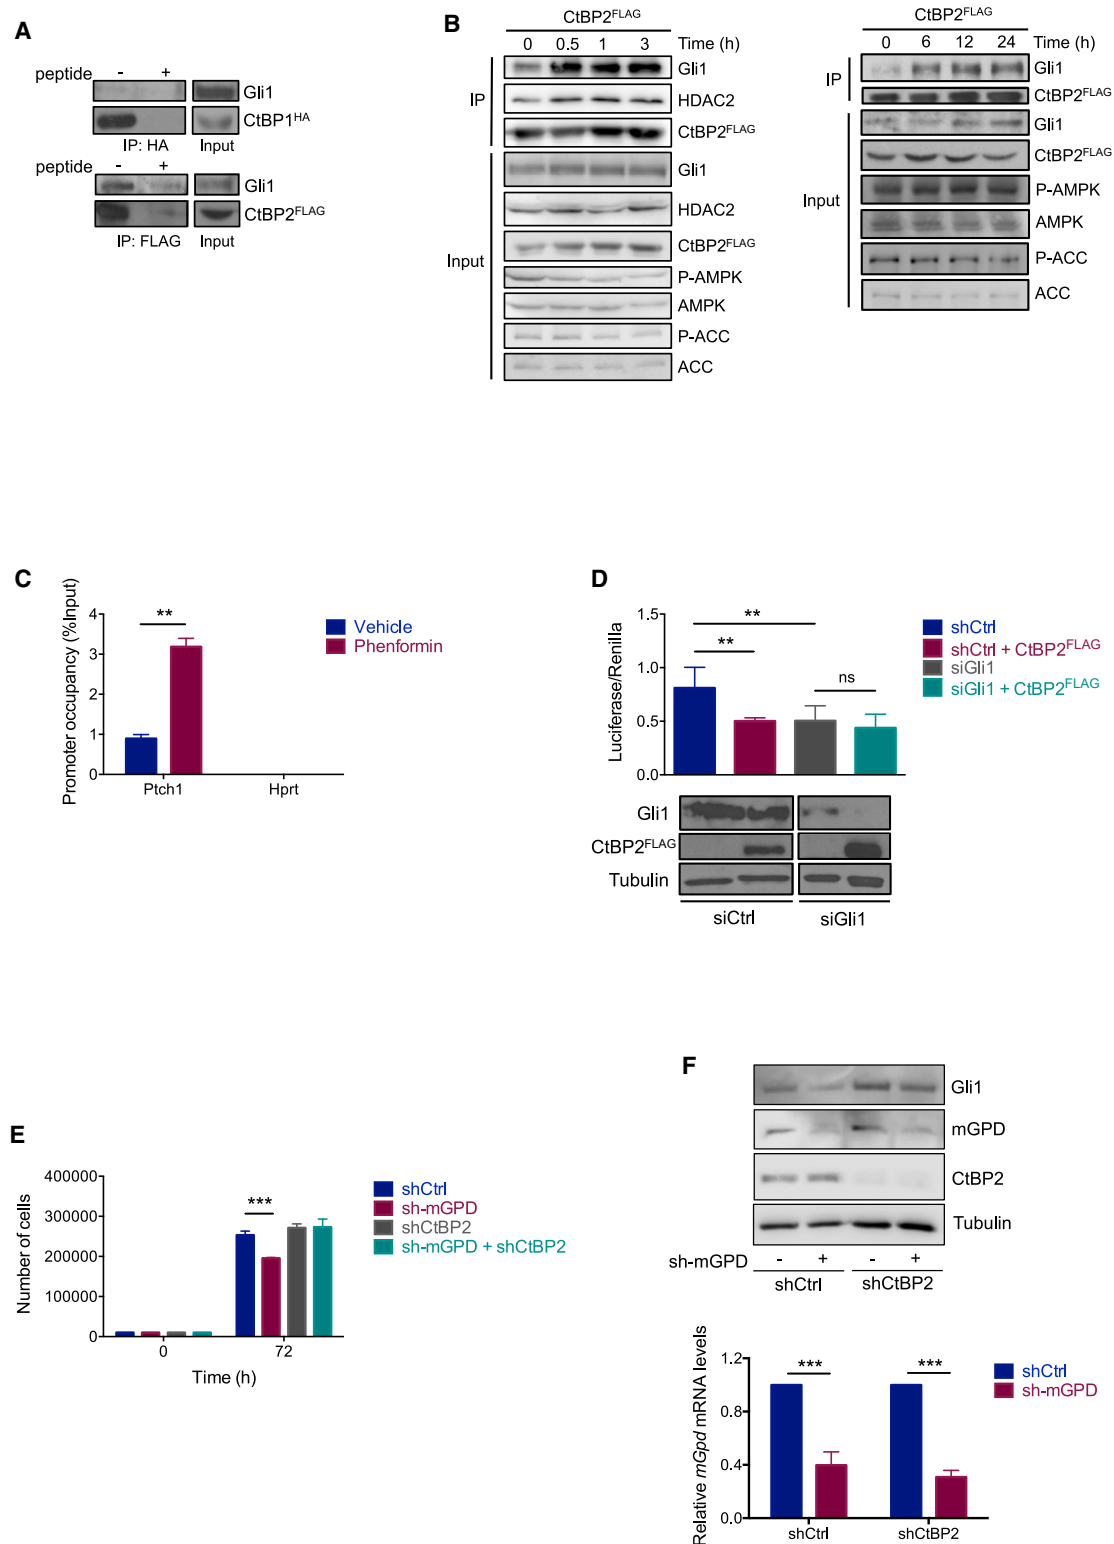 A
peptide - +
Gli1
CtBP1HA
IP: HA Input
peptide - +
Gli1
CtBP2FLAG
IP: FLAG Input
B
CtBP2FLAG
0 0.5 1 3 Time (h)
IP
Gli1
HDAC2
CtBP2FLAG
Input
Gli1
HDAC2
CtBP2FLAG
P-AMPK
AMPK
P-ACC
ACC
CtBP2FLAG
0 6 12 24 Time (h)
IP
Gli1
CtBP2FLAG
Input
Gli1
CtBP2FLAG
P-AMPK
AMPK
P-ACC
ACC
C
Promoter occupancy (%Input)
4
3
2
1
0
**
Ptch1 Hprt
Vehicle
Phenformin
D
Luciferase/Renilla
1.5
1.0
0.5
0.0
**
**
ns
shCtrl
shCtrl + CtBP2FLAG
siGli1
siGli1 + CtBP2FLAG
Gli1
CtBP2FLAG
Tubulin
siCtrl siGli1
E
Number of cells
400000
300000
200000
100000
0
***
0 72
Time (h)
shCtrl
sh-mGPD
shCtBP2
sh-mGPD + shCtBP2
F
Gli1
mGPD
CtBP2
Tubulin
sh-mGPD - + - +
shCtrl shCtBP2
Relative mGpd mRNA levels
1.2
0.8
0.4
0.0
*** ***
shCtrl shCtBP2
shCtrl
sh-mGPD